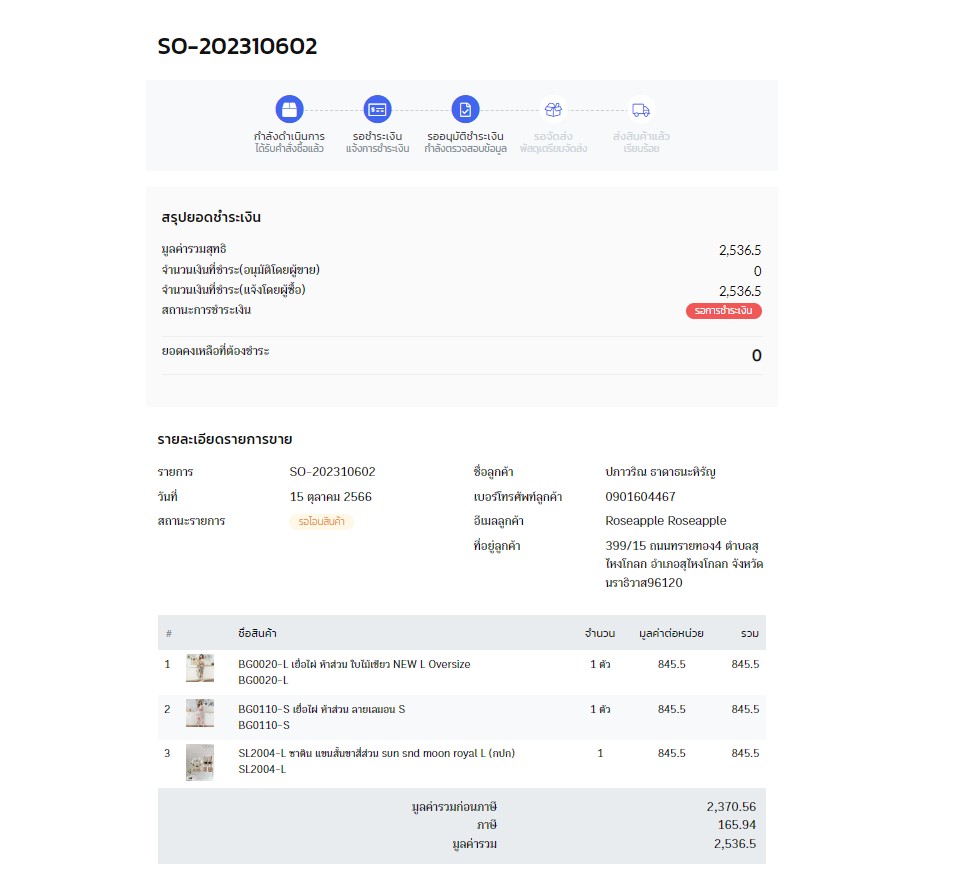 SO-202310602
กำลังดำเนินการ รอชำระเงิน รออนุมัติชำระเงิน รอจัดส่ง ส่งสินค้าแล้ว
ได้รับคำสั่งซื้อแล้ว แจ้งการชำระเงิน กำลังตรวจสอบข้อมูล พัสดุเตรียมจัดส่ง เรียบร้อย
สรุปยอดชำระเงิน
มูลค่ารวมสุทธิ 2,536.5
จำนวนเงินที่ชำระ(อนุมัติโดยผู้ขาย) 0
จำนวนเงินที่ชำระ(แจ้งโดยผู้ซื้อ) 2,536.5
สถานะการชำระเงิน รอการชำระเงิน
ยอดคงเหลือที่ต้องชำระ 0
รายละเอียดรายการขาย
รายการ SO-202310602 ชื่อลูกค้า ปภาวริณ ธาดาธนะหิรัญ
วันที่ 15 ตุลาคม 2566 เบอร์โทรศัพท์ลูกค้า 0901604467
สถานะรายการ รอโอนสินค้า อีเมลลูกค้า Roseapple Roseapple
ที่อยู่ลูกค้า 399/15 ถนนทรายทอง4 ตำบลสุ
ไหงโกลก อำเภอสุไหงโกลก จังหวัด
นราธิวาส96120
# ชื่อสินค้า จำนวน มูลค่าต่อหน่วย รวม
1 BG0020-L เยื่อไผ่ ห้าส่วน ใบไม้เขียว NEW L Oversize 1 ตัว 845.5 845.5
BG0020-L
2 BG0110-S เยื่อไผ่ ห้าส่วน ลายเลมอน S 1 ตัว 845.5 845.5
BG0110-S
3 SL2004-L ซาติน แขนสั้นขาสี่ส่วน sun snd moon royal L (กปก) 1 845.5 845.5
SL2004-L
มูลค่ารวมก่อนภาษี 2,370.56
ภาษี 165.94
มูลค่ารวม 2,536.5